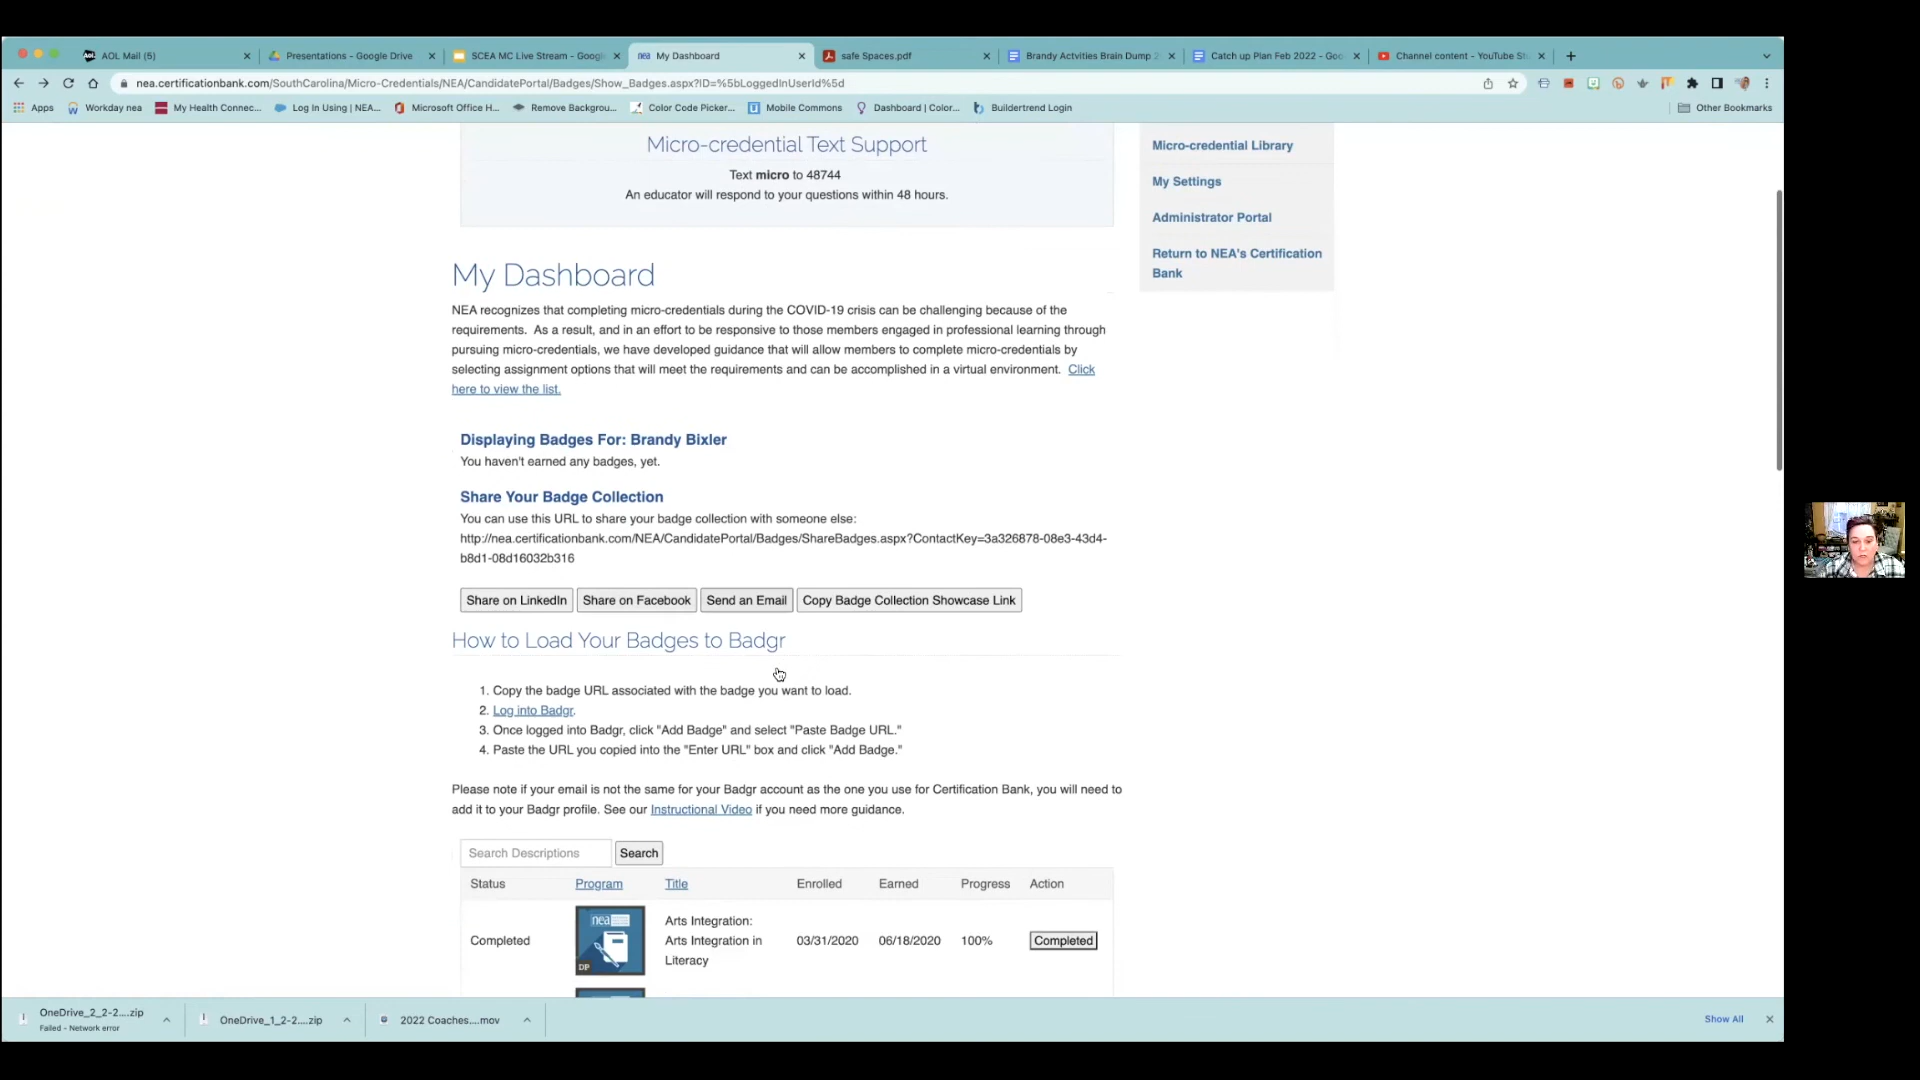 AOL Mail (5)
Presentations - Google Drive
SCEA MC Live Stream - Google
My Dashboard
safe Spaces.pdf
Brandy Actvities Brain Dump 2
Catch up Plan Feb 2022 - Goo
Channel content - YouTube St
nea.certificationbank.com/SouthCarolina/Micro-Credentials/NEA/CandidatePortal/Badges/Show_Badges.aspx?ID=%5bLoggedInUserId%5d
Apps
Workday nea
My Health Connec...
Log In Using | NEA...
Microsoft Office H...
Remove Backgrou...
Color Code Picker...
Mobile Commons
Dashboard | Color...
Buildertrend Login
Other Bookmarks
Micro-credential Text Support
Text micro to 48744
An educator will respond to your questions within 48 hours.
Micro-credential Library
My Settings
Administrator Portal
Return to NEA's Certification
Bank
My Dashboard
NEA recognizes that completing micro-credentials during the COVID-19 crisis can be challenging because of the
requirements. As a result, and in an effort to be responsive to those members engaged in professional learning through
pursuing micro-credentials, we have developed guidance that will allow members to complete micro-credentials by
selecting assignment options that will meet the requirements and can be accomplished in a virtual environment. Click
here to view the list.
Displaying Badges For: Brandy Bixler
You haven't earned any badges, yet.
Share Your Badge Collection
You can use this URL to share your badge collection with someone else:
http://nea.certificationbank.com/NEA/CandidatePortal/Badges/ShareBadges.aspx?ContactKey=3a326878-08e3-43d4-
b8d1-08d16032b316
Share on LinkedIn
Share on Facebook
Send an Email
Copy Badge Collection Showcase Link
How to Load Your Badges to Badgr
1. Copy the badge URL associated with the badge you want to load.
2. Log into Badgr.
3. Once logged into Badgr, click "Add Badge" and select "Paste Badge URL."
4. Paste the URL you copied into the "Enter URL" box and click "Add Badge."
Please note if your email is not the same for your Badgr account as the one you use for Certification Bank, you will need to
add it to your Badgr profile. See our Instructional Video if you need more guidance.
Search Descriptions
Search
Status Program Title Enrolled Earned Progress Action
nea
DP
Completed
Arts Integration:
Arts Integration in
Literacy
03/31/2020 06/18/2020 100% Completed
OneDrive_2_2-2....zip
Failed - Network error
OneDrive_1_2-2....zip
2022 Coaches....mov
Show All